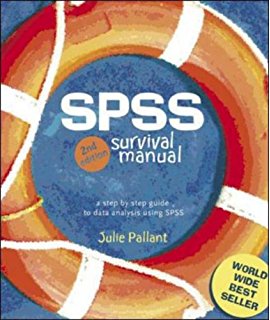 SPSS
2nd
edition
survival
manual
a step by step guide
to data analysis using SPSS
Julie Pallant
WORLD
WIDE
BEST
SELLER